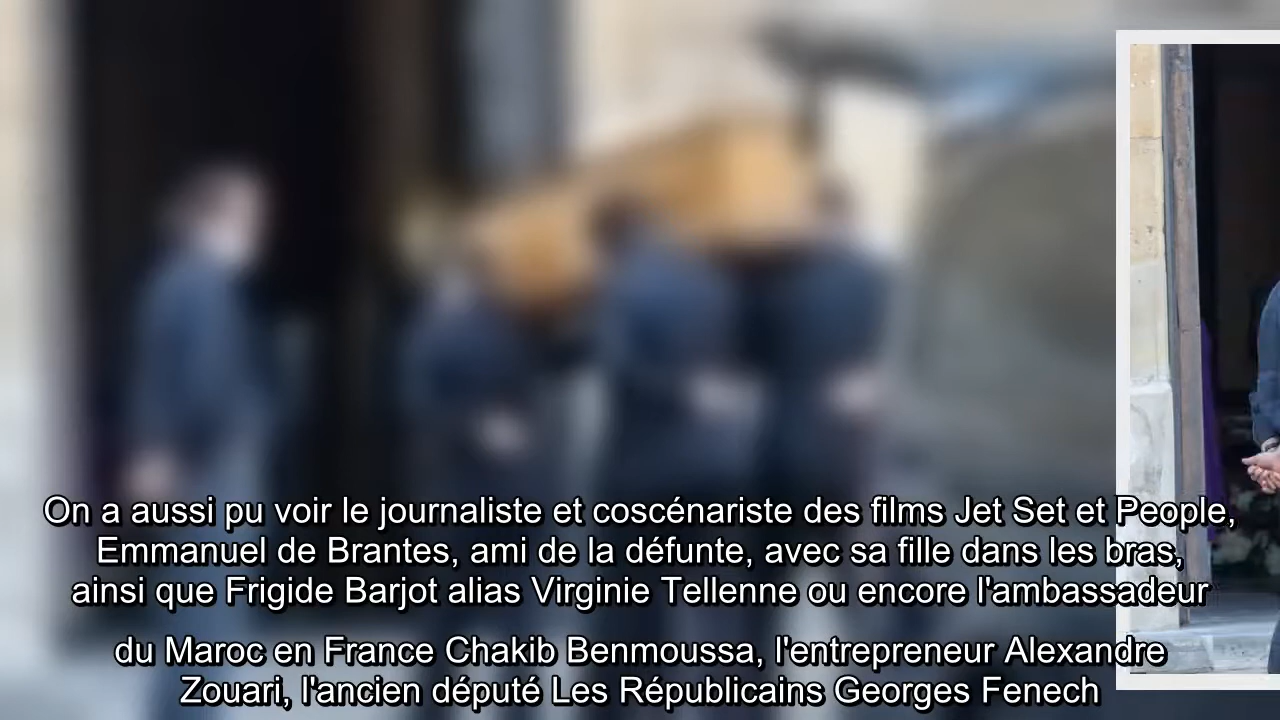 On a aussi pu voir le journaliste et coscénariste des films Jet Set et People,
Emmanuel de Brantes, ami de la défunte, avec sa fille dans les bras,
ainsi que Frigide Barjot alias Virginie Tellenne ou encore l'ambassadeur
du Maroc en France Chakib Benmoussa, l'entrepreneur Alexandre
Zouari, l'ancien député Les Républicains Georges Fenech